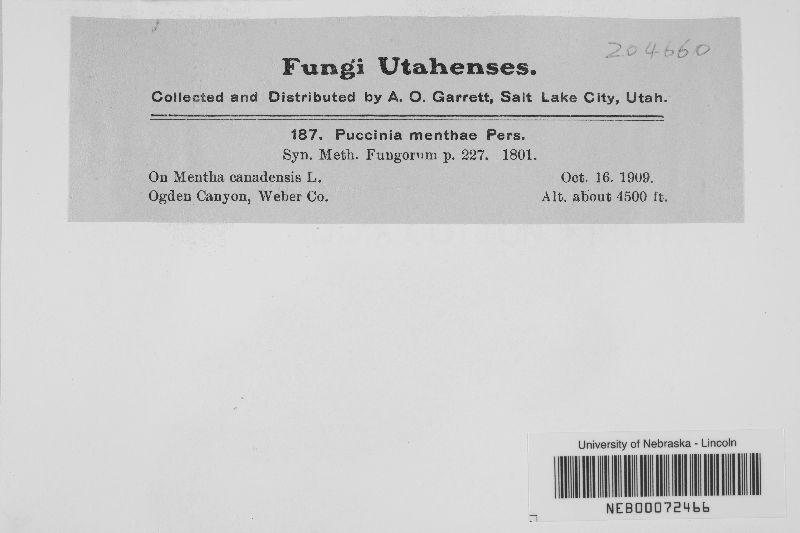 204660
Fungi Utahenses.
Collected and Distributed by A. O. Garrett, Salt Lake City, Utah.
187. Puccinia menthae Pers.
Syn. Meth. Fungorum p. 227. 1801.
On Mentha canadensis L. Oct. 16. 1909.
Ogden Canyon, Weber Co. Alt. about 4500 ft.
University of Nebraska - Lincoln
NEB00072466